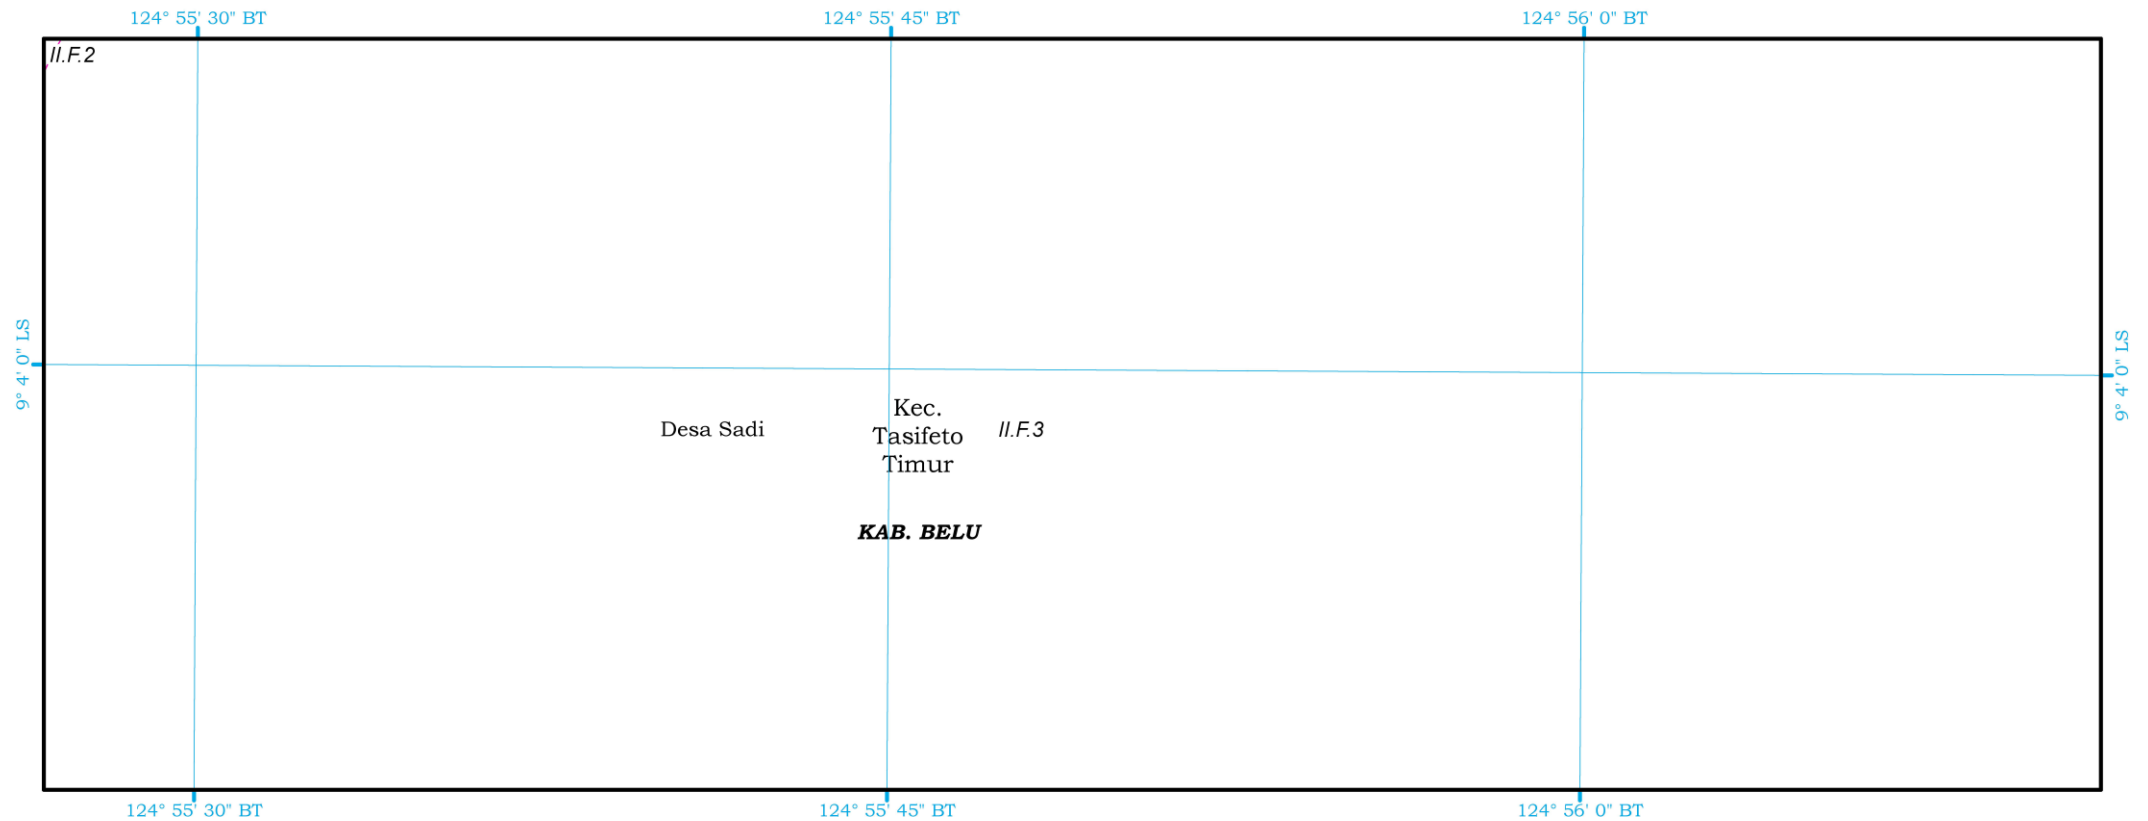 124° 55' 30" BT
124° 55' 45" BT
124° 56' 0" BT
II.F.2
9° 4' 0" LS
9° 4' 0" LS
Desa Sadi
Kec.
Tasifeto
Timur
II.F.3
KAB. BELU
124° 55' 30" BT
124° 55' 45" BT
124° 56' 0" BT